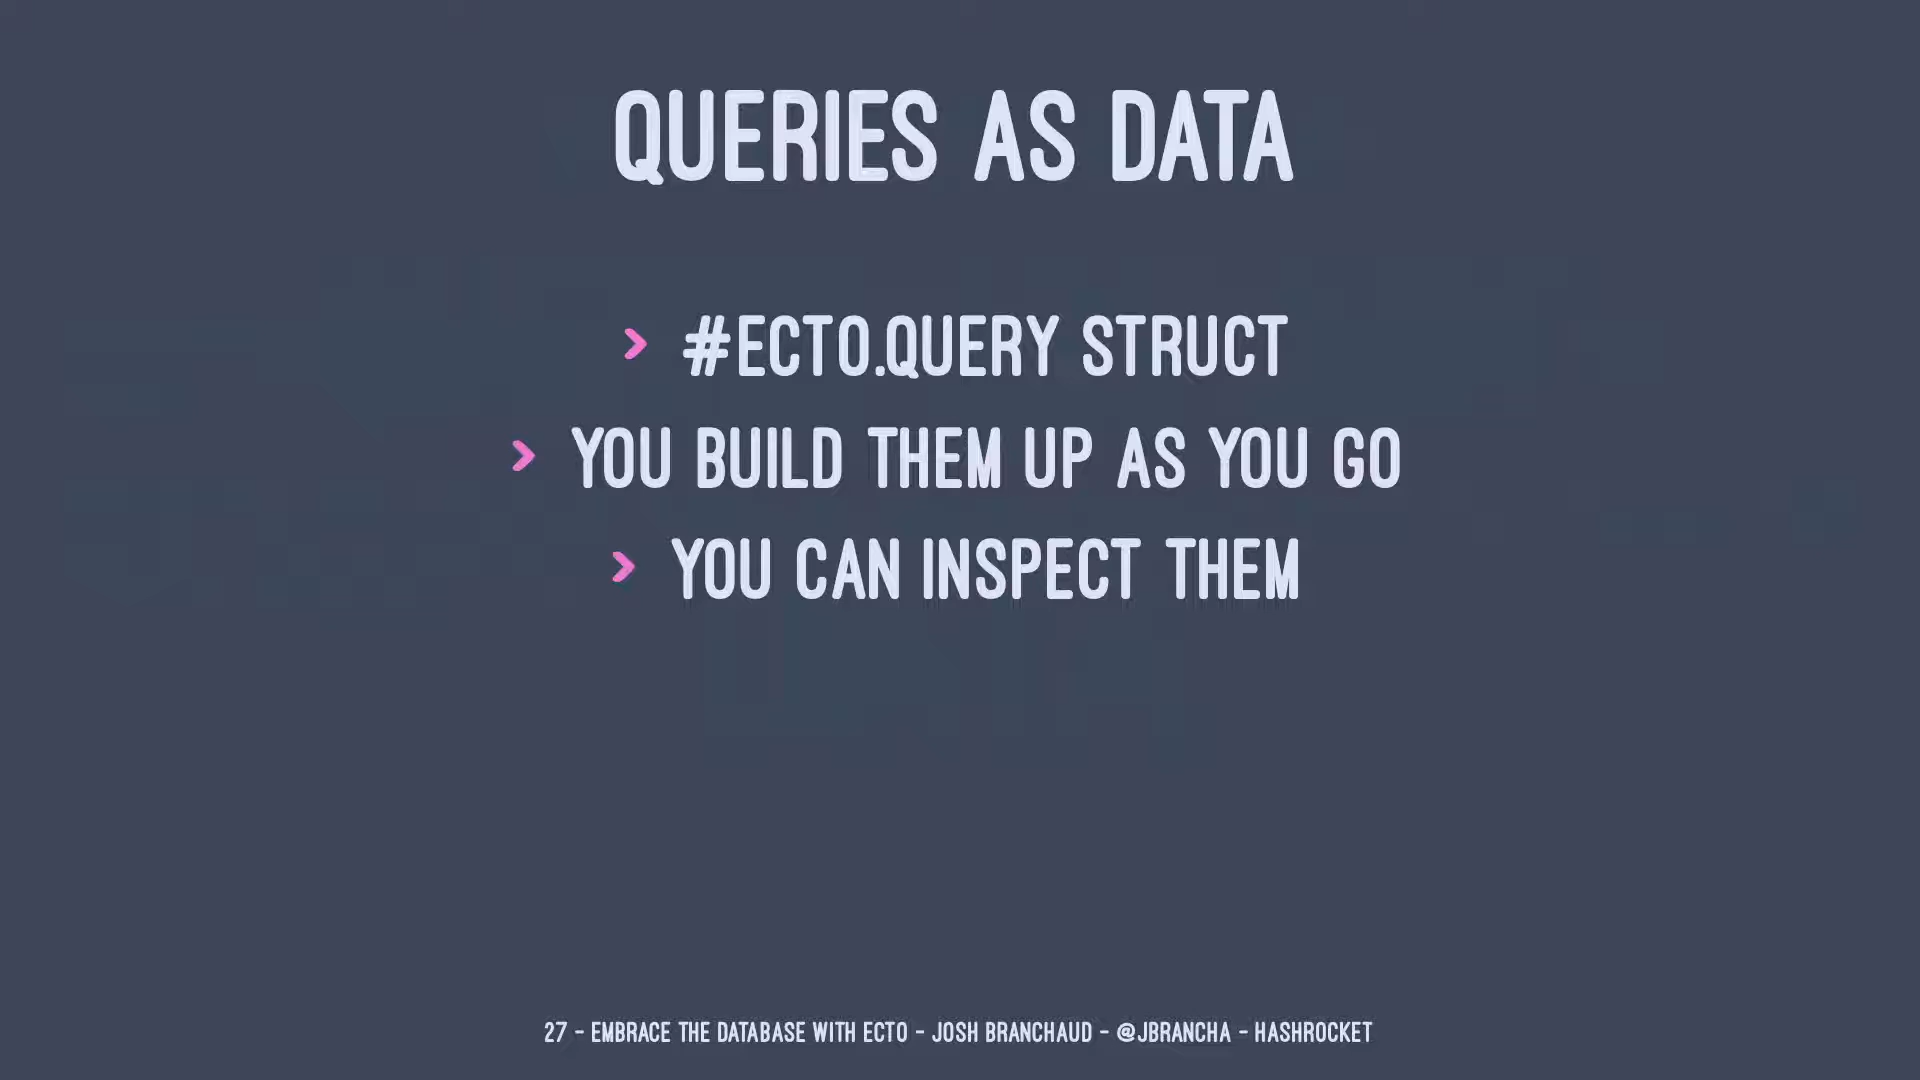 QUERIES AS DATA
> #ECTO.QUERY STRUCT
> YOU BUILD THEM UP AS YOU GO
> YOU CAN INSPECT THEM
27 - EMBRACE THE DATABASE WITH ECTO - JOSH BRANCHAUD - @JBRANCHA - HASHROCKET